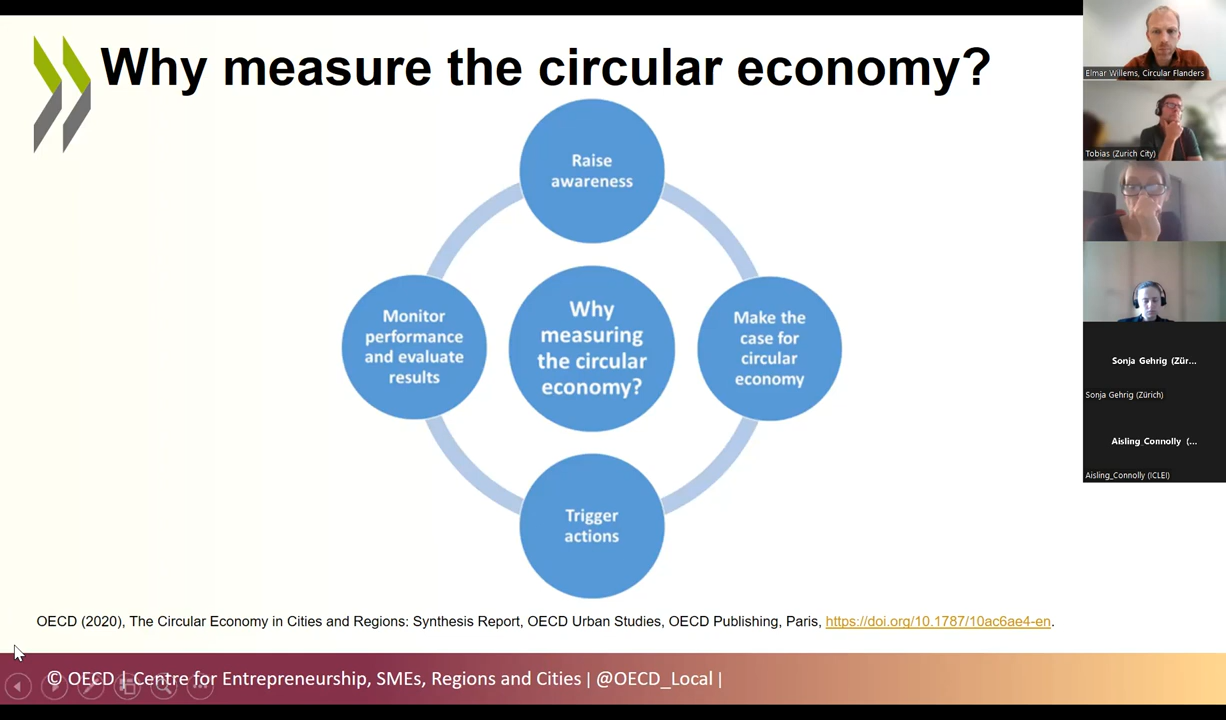 Why measure the circular economy?
Raise
awareness
Monitor
performance
and evaluate
results
Why
measuring
the circular
economy?
Make the
case for
circular
economy
Trigger
actions
OECD (2020), The Circular Economy in Cities and Regions: Synthesis Report, OECD Urban Studies, OECD Publishing, Paris, https://doi.org/10.1787/10ac6ae4-en.
© OECD | Centre for Entrepreneurship, SMEs, Regions and Cities | @OECD_Local |
Elmar Willems, Circular Flanders
Tobias (Zurich City)
Sonja Gehrig (Zür...
Sonja Gehrig (Zürich)
Aisling Connolly (...
Aisling_Connolly (ICLEI)